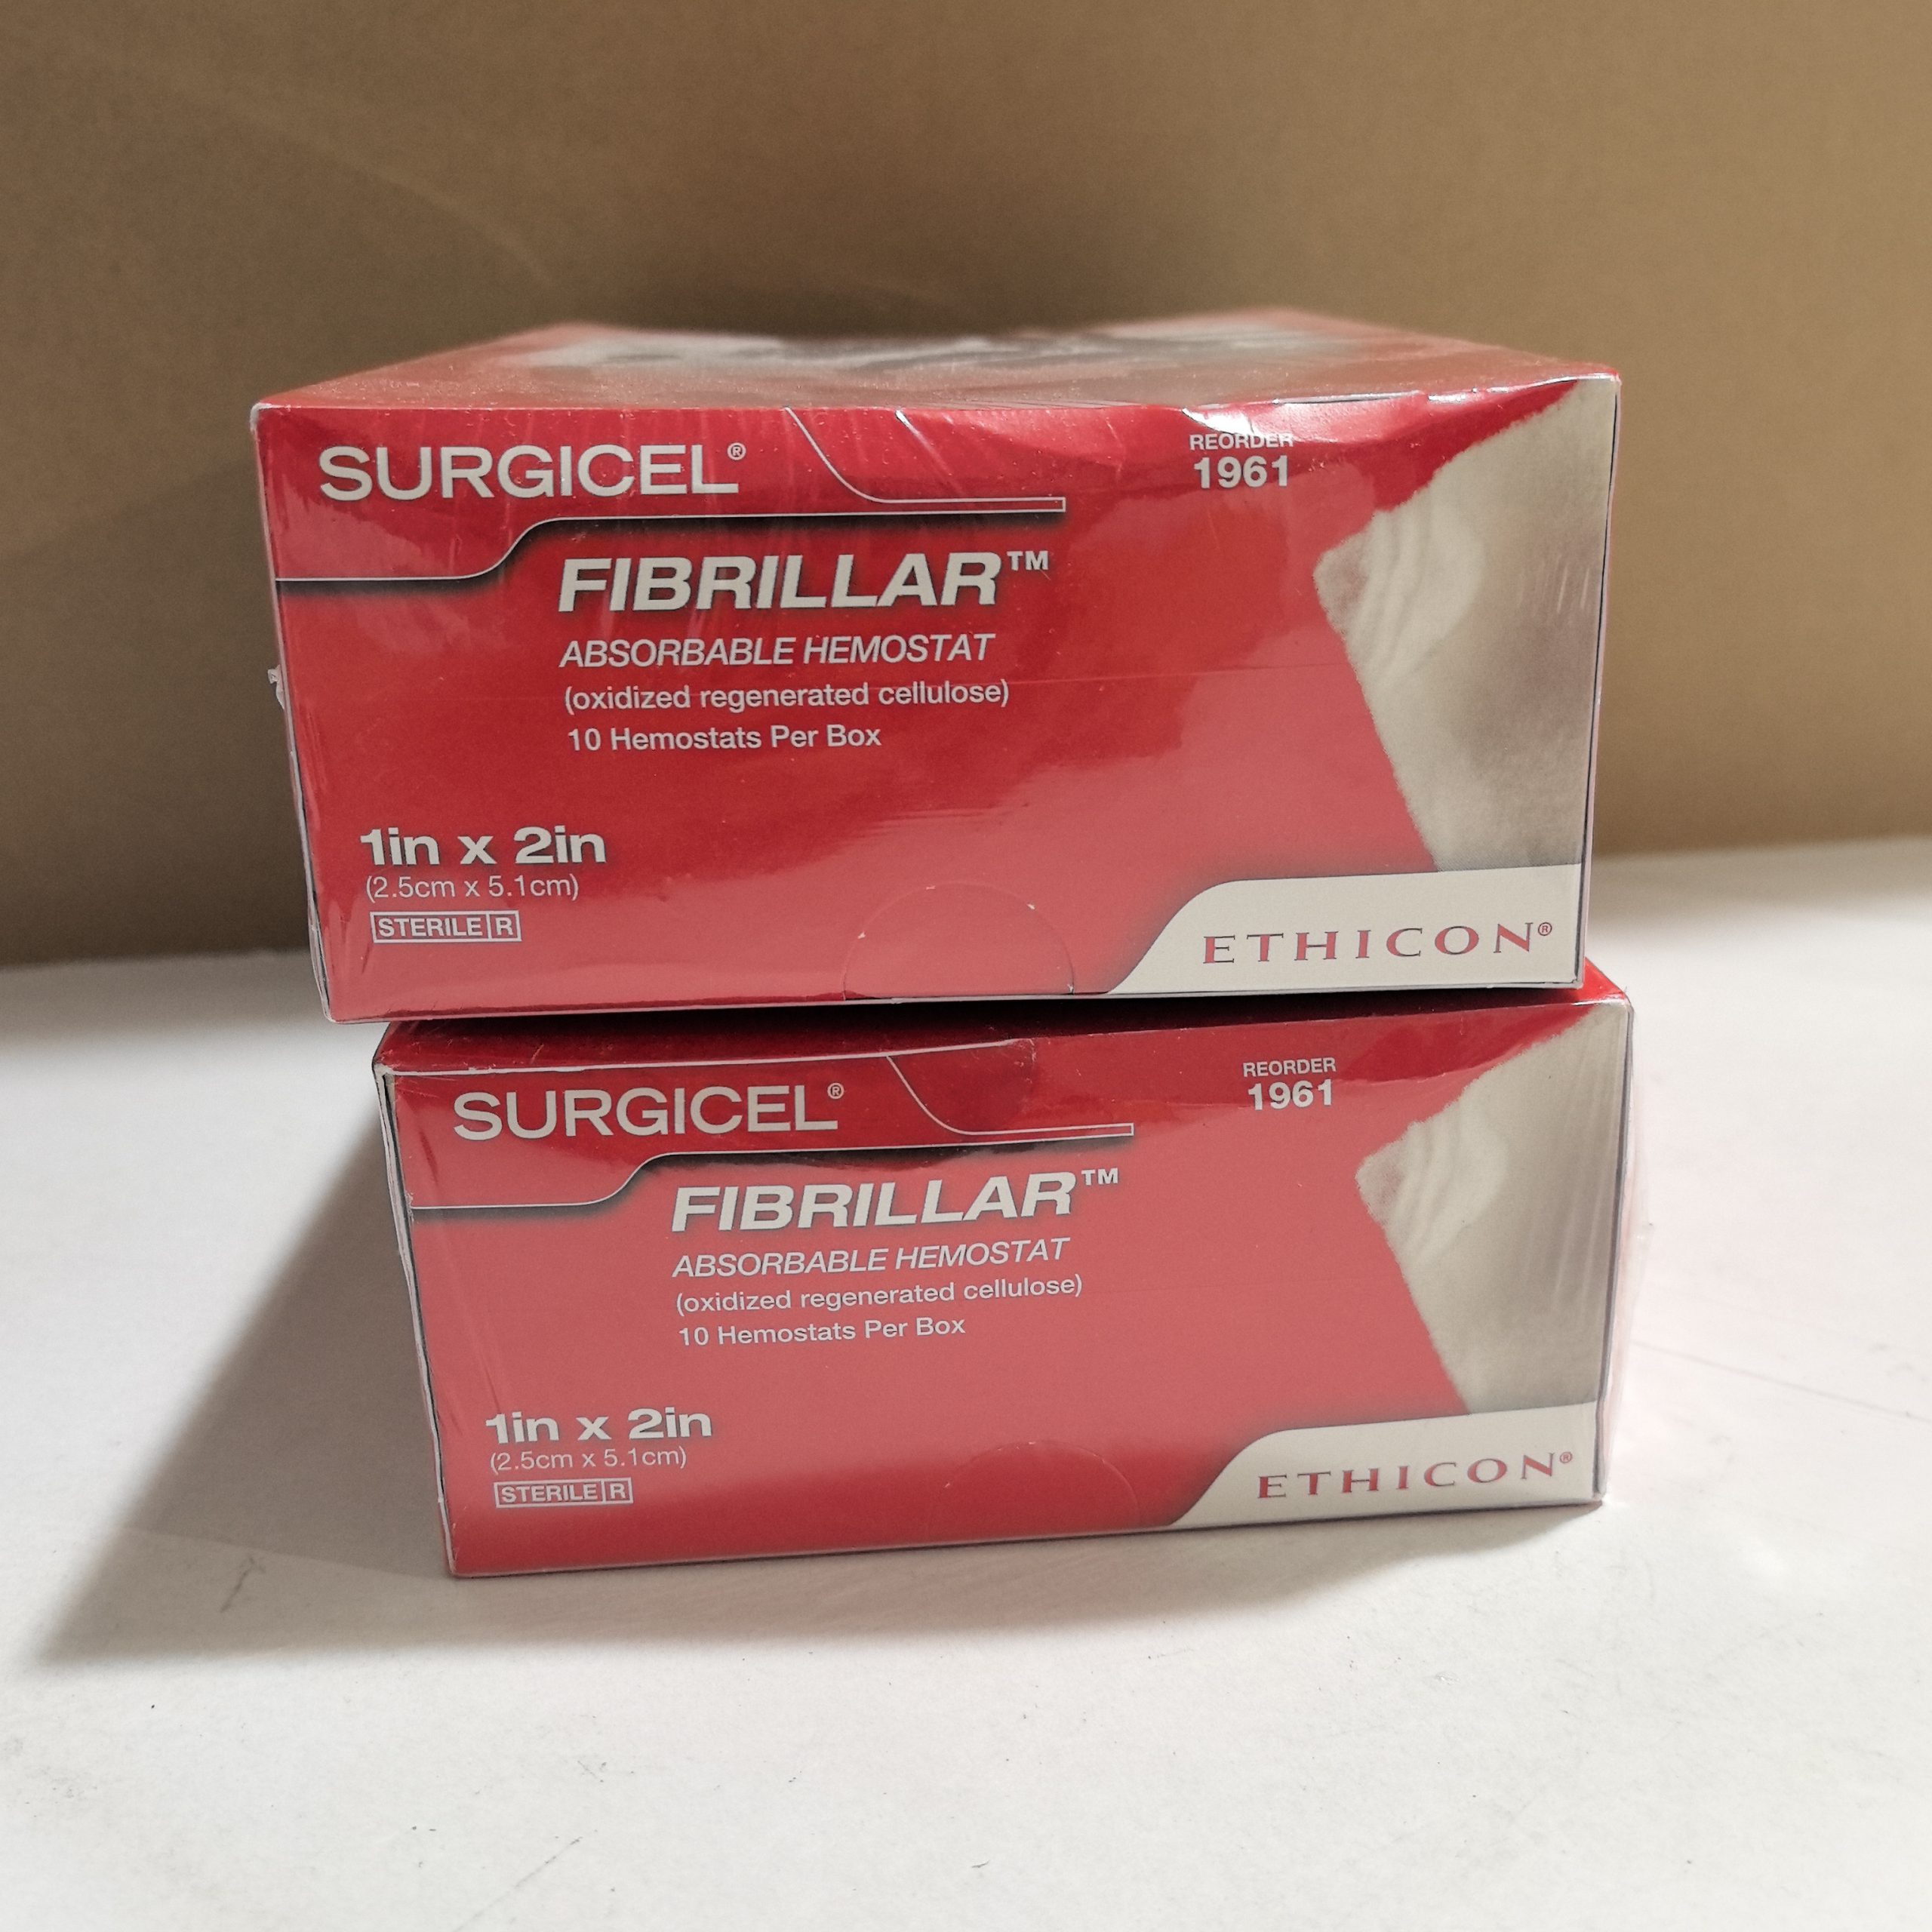 SURGICEL®
REORDER
1961
FIBRILLAR™
ABSORBABLE HEMOSTAT
(oxidized regenerated cellulose)
10 Hemostats Per Box
1in x 2in
(2.5cm x 5.1cm)
STERILE R
ETHICON®
SURGICEL®
REORDER
1961
FIBRILLAR™
ABSORBABLE HEMOSTAT
(oxidized regenerated cellulose)
10 Hemostats Per Box
1in x 2in
(2.5cm x 5.1cm)
STERILE R
ETHICON®